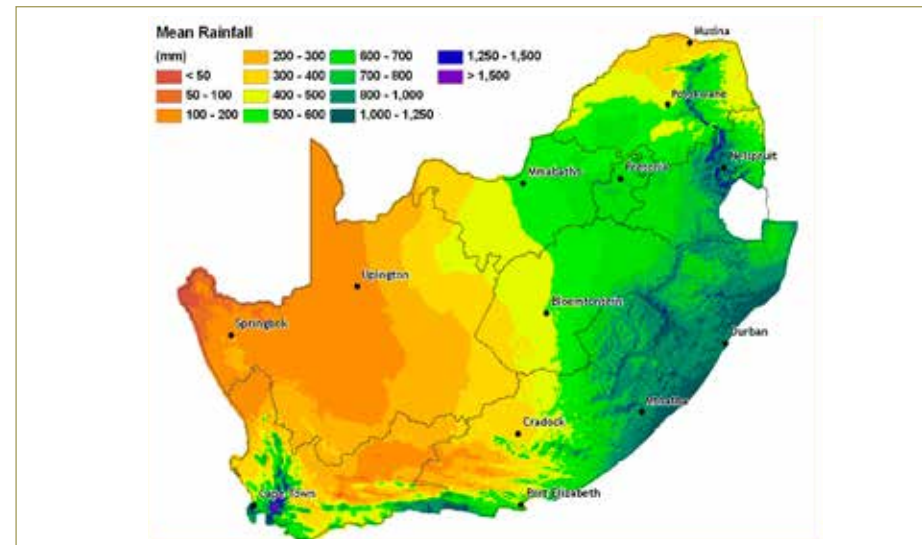 Mean Rainfall
(mm)
< 50
50 - 100
100 - 200
200 - 300
300 - 400
400 - 500
500 - 600
600 - 700
700 - 800
800 - 1,000
1,000 - 1,250
1,250 - 1,500
> 1,500
Musina
Polokwane
Nelspruit
Mmabatho
Pretoria
Upington
Bloemfontein
Springbok
Durban
Mthatha
Cradock
Cape Town
Port Elizabeth